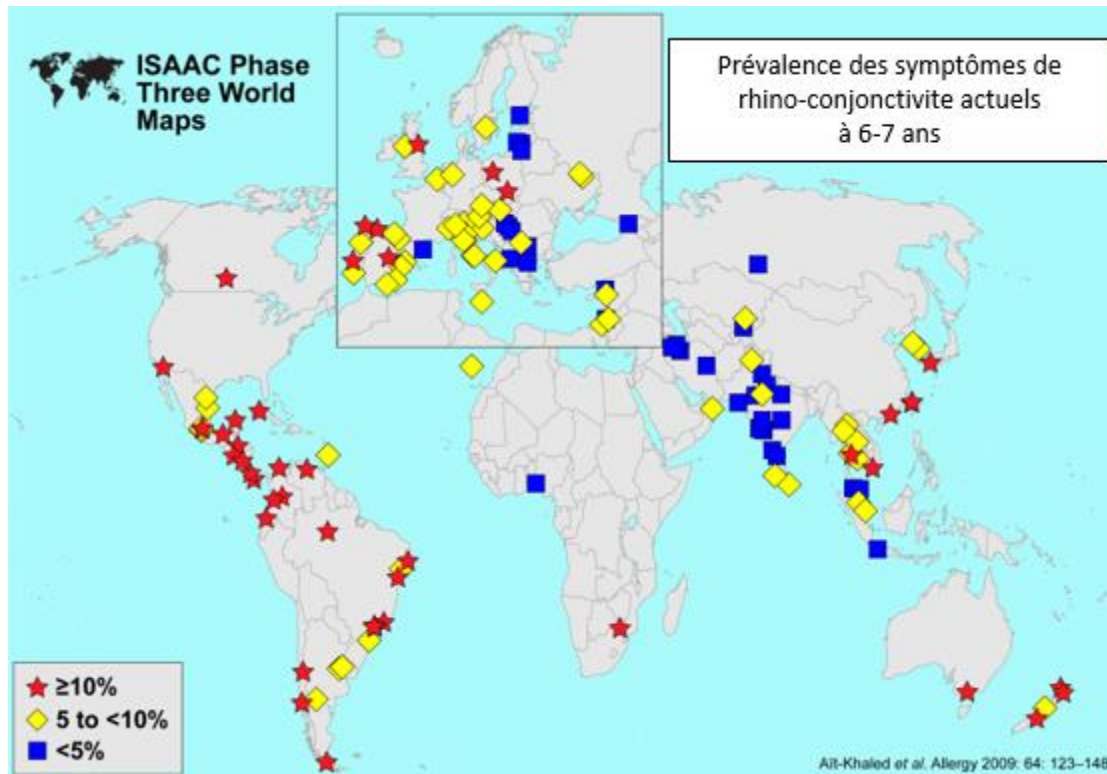 ISAAC Phase
Three World
Maps
Prévalence des symptômes de
rhino-conjonctivite actuels
à 6-7 ans
≥10%
5 to <10%
<5%
Aït-Khaled et al. Allergy 2009: 64: 123–148